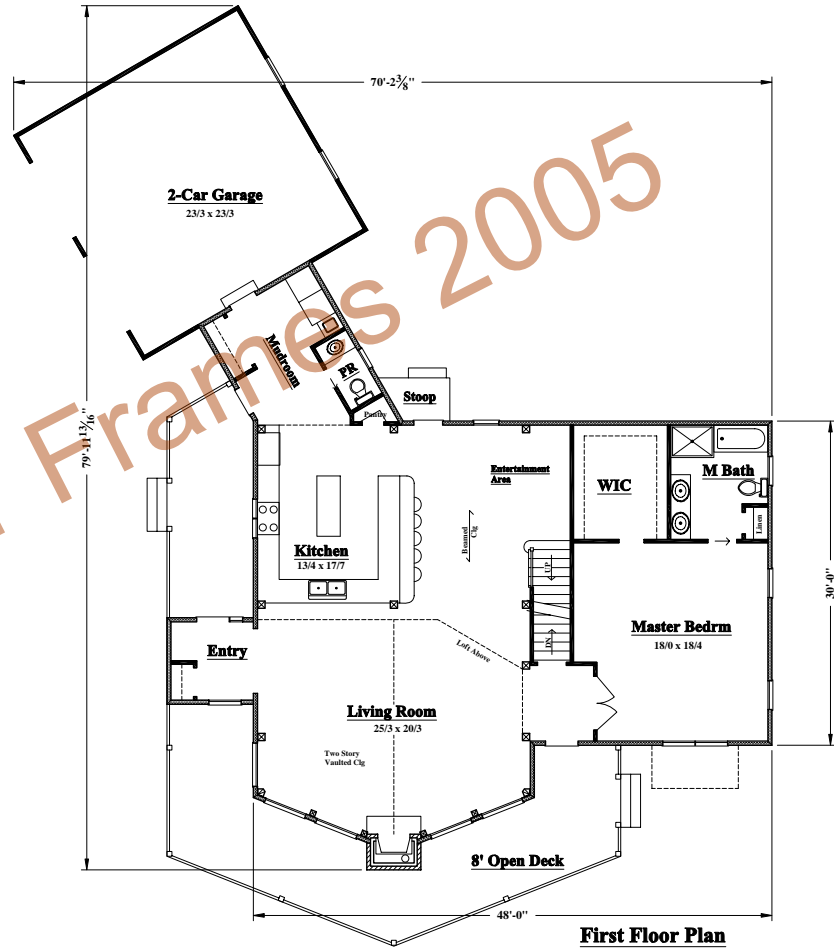 70'-2 3/8"
2-Car Garage
23/3 x 23/3
Frames 2005
Mudroom
PR
Stoop
Pantry
79'-11 13/16"
Entertainment
Area
WIC
M Bath
Linen
Beamed
Clg
Kitchen
13/4 x 17/7
UP
DN
30'-0"
Master Bedrm
18/0 x 18/4
Entry
Loft Above
Living Room
25/3 x 20/3
Two Story
Vaulted Clg
8' Open Deck
48'-0"
First Floor Plan